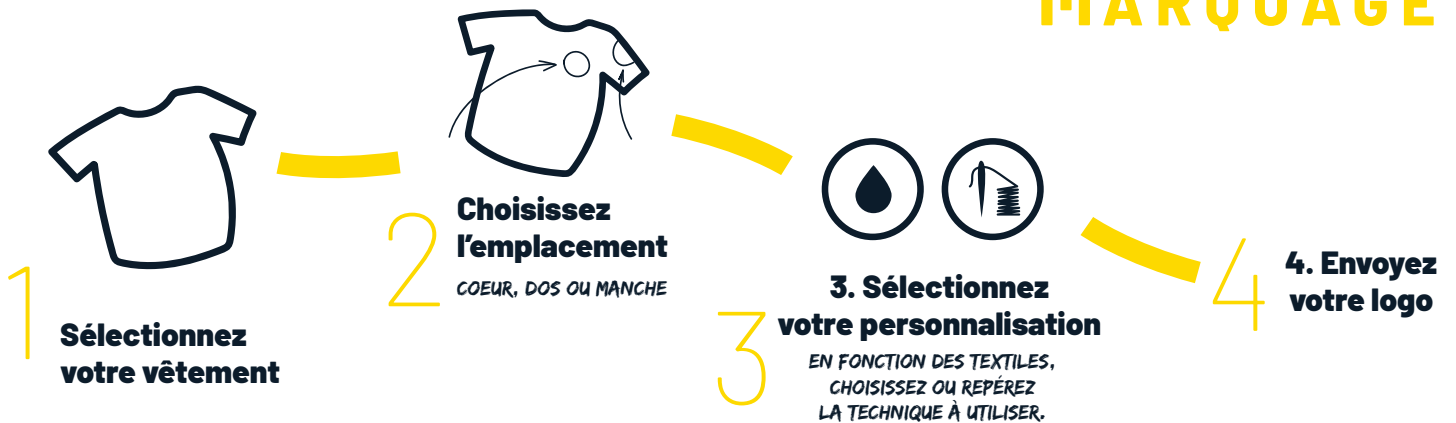 MARQUAGE
1
Sélectionnez
votre vêtement
2
Choisissez
l’emplacement
COEUR, DOS OU MANCHE
3
3. Sélectionnez
votre personnalisation
EN FONCTION DES TEXTILES,
CHOISISSEZ OU REPÉREZ
LA TECHNIQUE À UTILISER.
4
4. Envoyez
votre logo